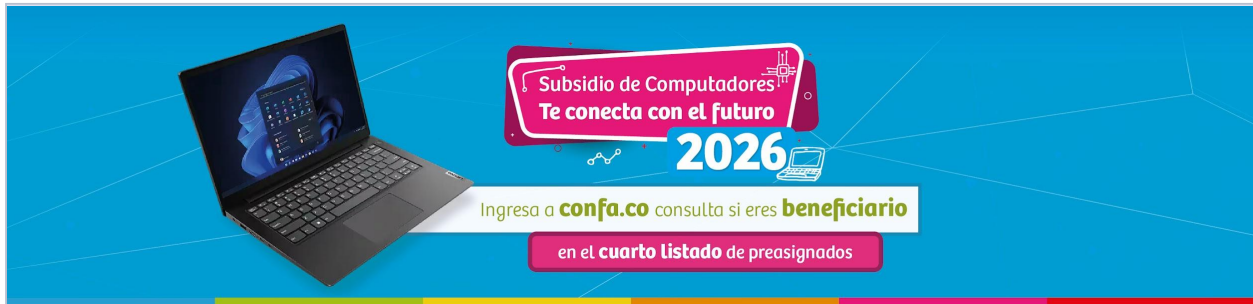 Subsidio de Computadores
Te conecta con el futuro
2026
Ingresa a confa.co consulta si eres beneficiario
en el cuarto listado de preasignados